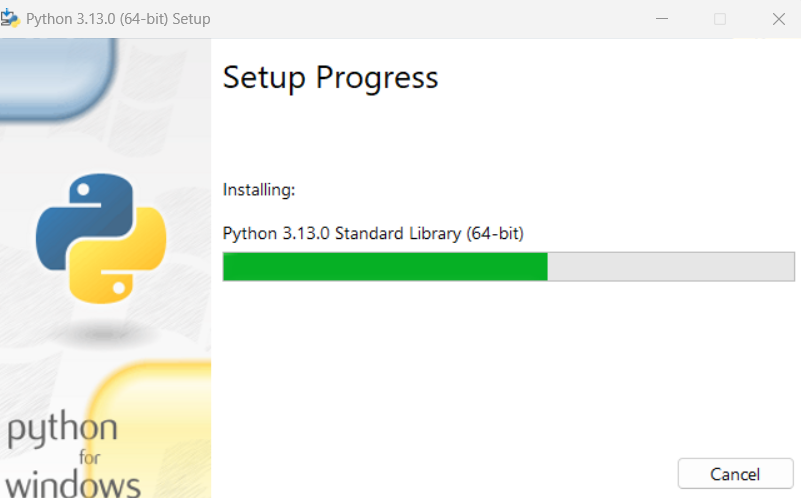 Python 3.13.0 (64-bit) Setup
Setup Progress
Installing:
Python 3.13.0 Standard Library (64-bit)
python
for
windows
Cancel